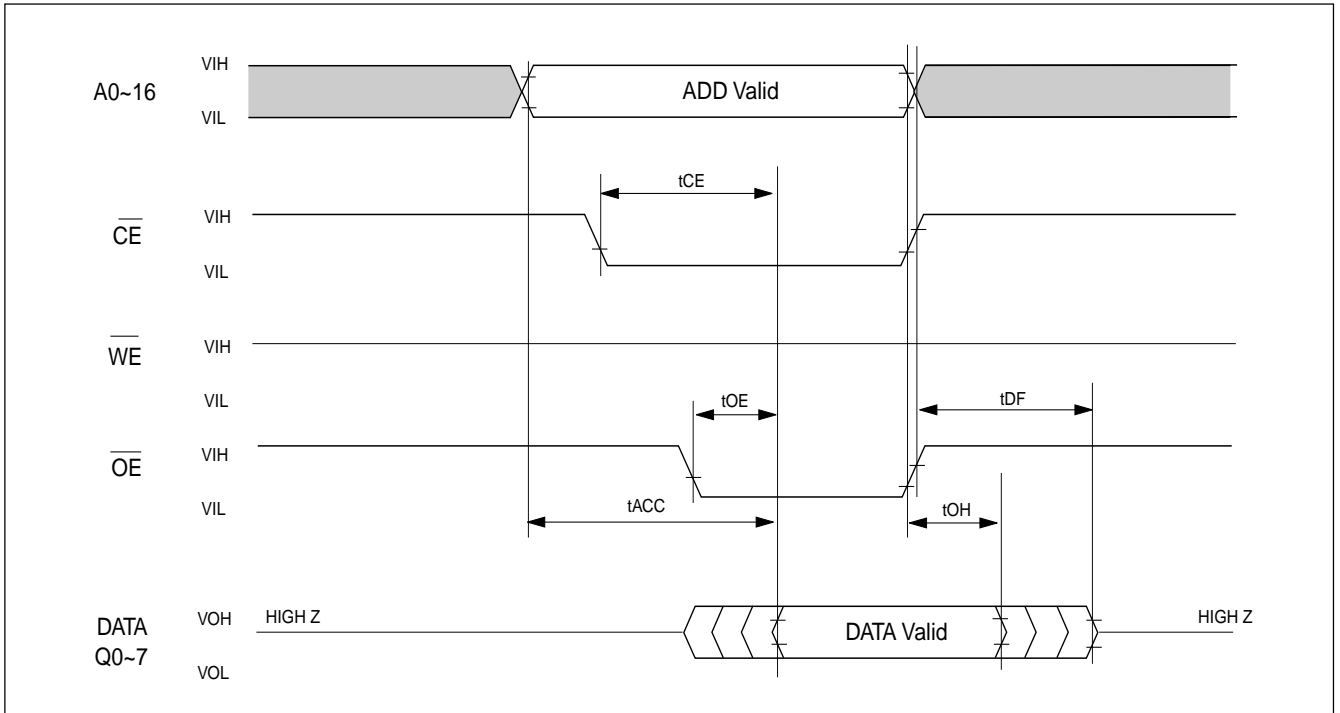 A0~16
VIH
VIL
ADD Valid
tCE
CE
VIH
VIL
WE
VIH
VIL
tOE
tDF
OE
VIH
VIL
tACC
tOH
DATA
Q0~7
VOH
VOL
HIGH Z
DATA Valid
HIGH Z